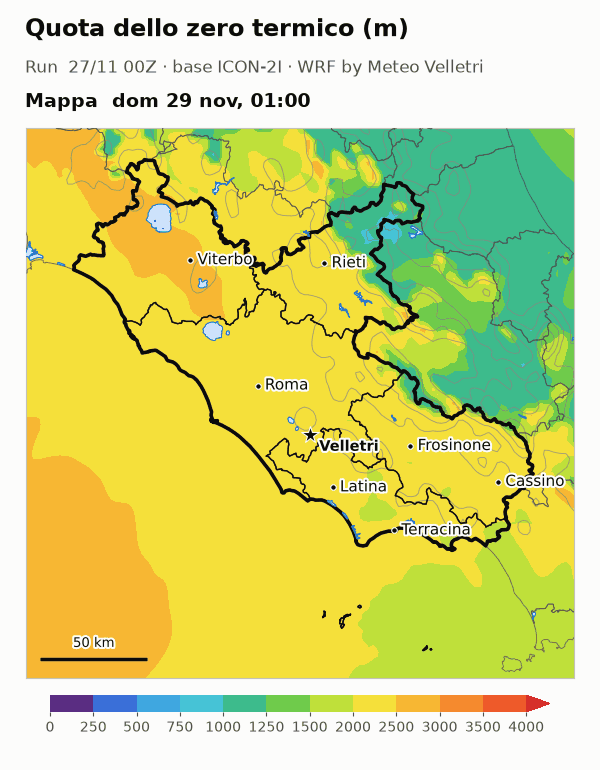 Quota dello zero termico (m)
Run 27/11 00Z · base ICON-2I · WRF by Meteo Velletri
Mappa dom 29 nov, 01:00
Viterbo
Rieti
Roma
Velletri
Frosinone
Cassino
Latina
Terracina
50 km
0 250 500 750 1000 1250 1500 2000 2500 3000 3500 4000